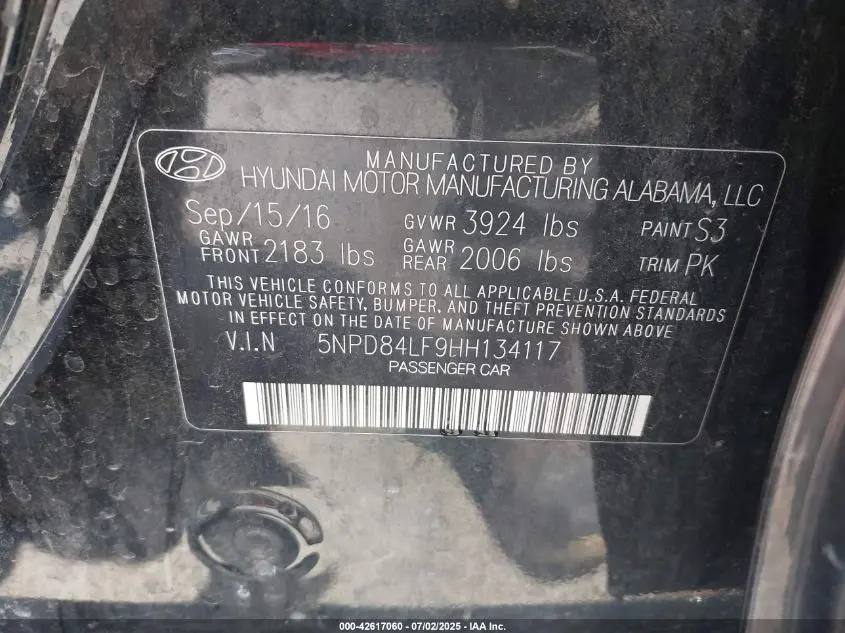 MANUFACTURED BY
HYUNDAI MOTOR MANUFACTURING ALABAMA, LLC
Sep/15/16 GVWR 3924 lbs PAINT S3
GAWR FRONT 2183 lbs GAWR REAR 2006 lbs TRIM PK
THIS VEHICLE CONFORMS TO ALL APPLICABLE U.S.A. FEDERAL
MOTOR VEHICLE SAFETY, BUMPER, AND THEFT PREVENTION STANDARDS
IN EFFECT ON THE DATE OF MANUFACTURE SHOWN ABOVE
V.I.N 5NPD84LF9HH134117
PASSENGER CAR
000-42617060 - 07/02/2025 - IAA Inc.